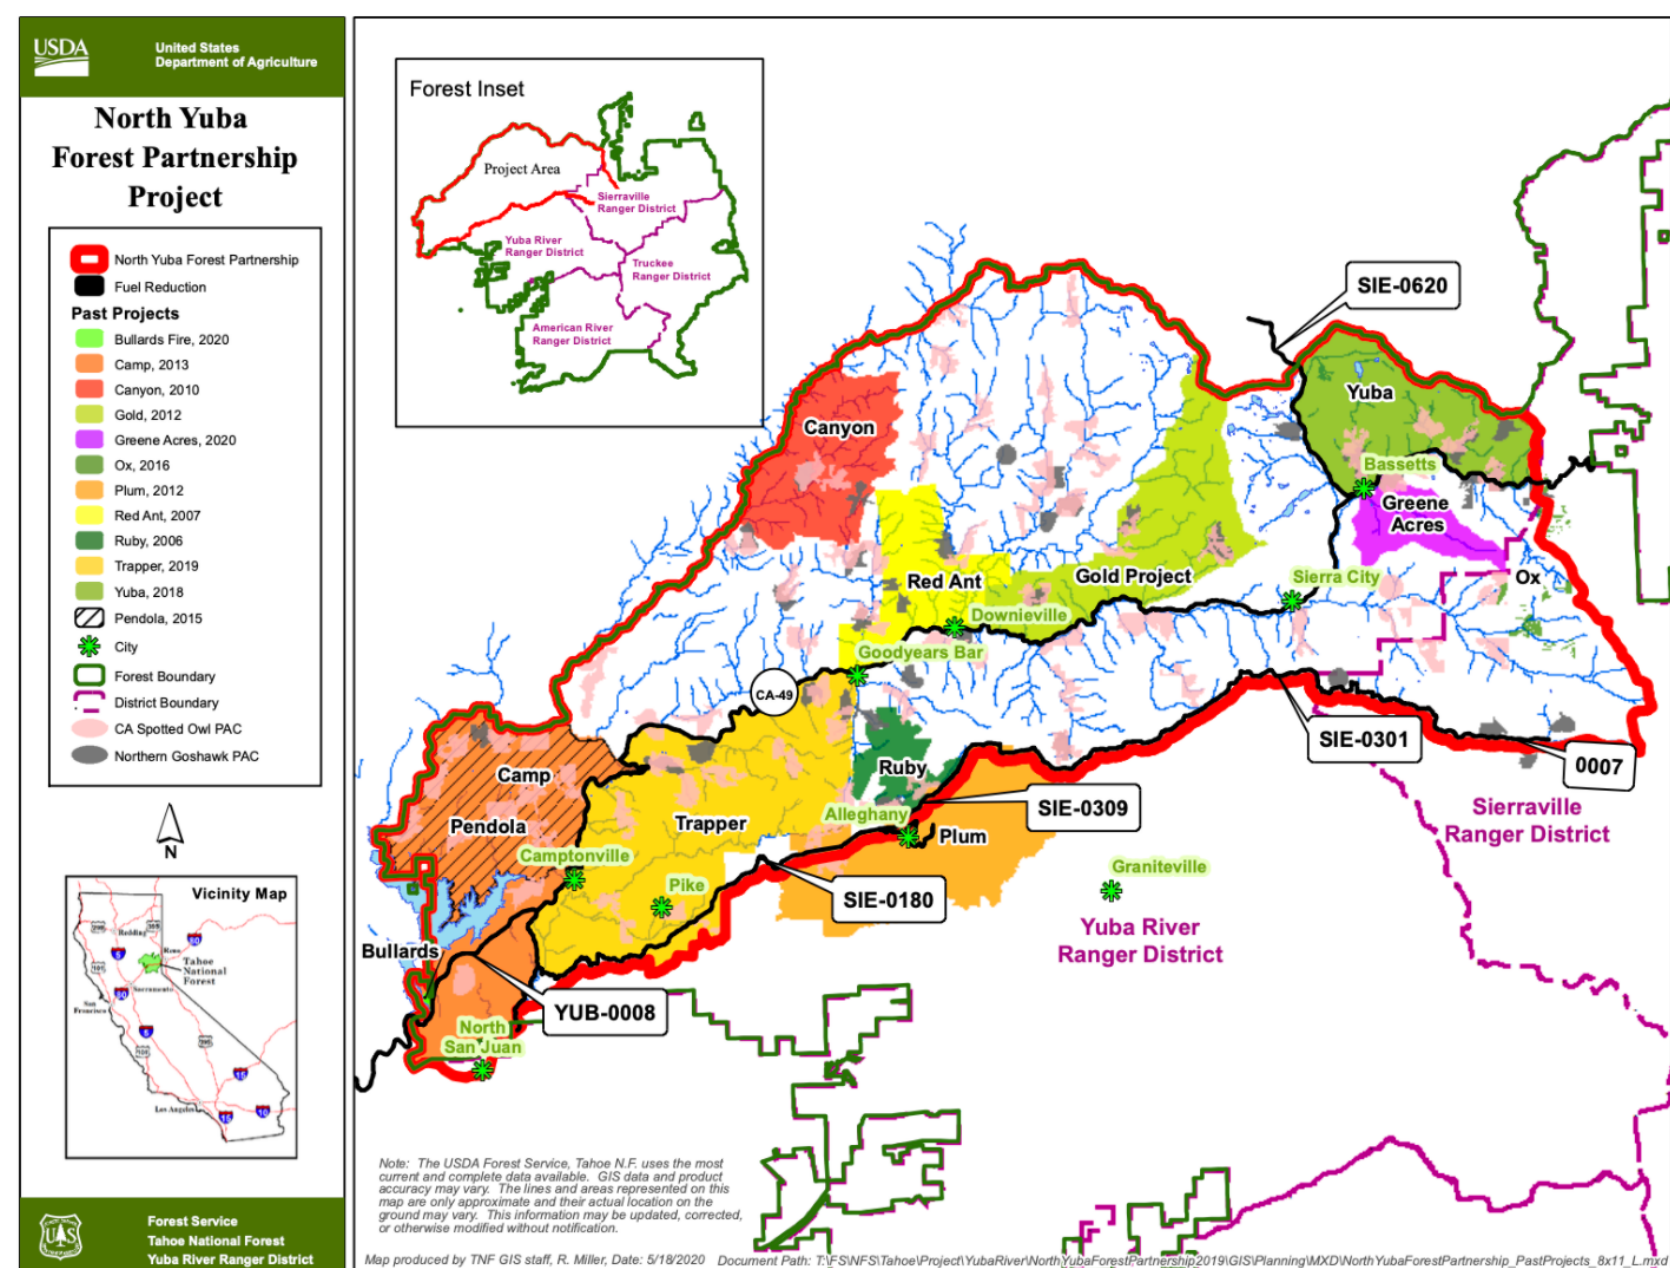 USDA
United States
Department of Agriculture
North Yuba
Forest Partnership
Project
North Yuba Forest Partnership
Fuel Reduction
Past Projects
Bullards Fire, 2020
Camp, 2013
Canyon, 2010
Gold, 2012
Greene Acres, 2020
Ox, 2016
Plum, 2012
Red Ant, 2007
Ruby, 2006
Trapper, 2019
Yuba, 2018
Pendola, 2015
City
Forest Boundary
District Boundary
CA Spotted Owl PAC
Northern Goshawk PAC
N
Vicinity Map
Redding
Reno
Tahoe
National
Forest
Sacramento
San
Francisco
Los Angeles
Forest Service
Tahoe National Forest
Yuba River Ranger District
Forest Inset
Project Area
Sierraville
Ranger District
Yuba River
Ranger District
Truckee
Ranger District
American River
Ranger District
SIE-0620
Yuba
Canyon
Bassetts
Greene
Acres
Red Ant
Gold Project
Sierra City
Ox
Downieville
Goodyears Bar
CA-49
SIE-0301
0007
Camp
Ruby
Pendola
Trapper
Alleghany
SIE-0309
Plum
Sierraville
Ranger District
Camptonville
Pike
SIE-0180
Graniteville
Yuba River
Ranger District
Bullards
YUB-0008
North
San Juan
Note: The USDA Forest Service, Tahoe N.F. uses the most
current and complete data available. GIS data and product
accuracy may vary. The lines and areas represented on this
map are only approximate and their actual location on the
ground may vary. This information may be updated, corrected,
or otherwise modified without notification.
Map produced by TNF GIS staff, R. Miller, Date: 5/18/2020 Document Path: T:\FS\NFS\Tahoe\Project\YubaRiver\NorthYubaForestPartnership2019\GIS\Planning\MXD\NorthYubaForestPartnership_PastProjects_8x11_L.mxd